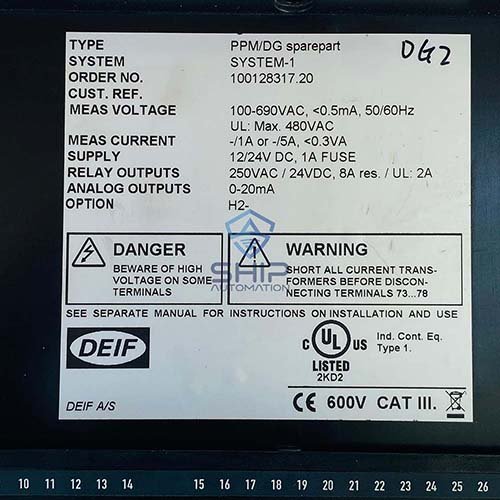 TYPE PPM/DG sparepart DG2
SYSTEM SYSTEM-1
ORDER NO. 100128317.20
CUST. REF.
MEAS VOLTAGE 100-690VAC, <0.5mA, 50/60Hz
UL: Max. 480VAC
MEAS CURRENT -/1A or -/5A, <0.3VA
SUPPLY 12/24V DC, 1A FUSE
RELAY OUTPUTS 250VAC / 24VDC, 8A res. / UL: 2A
ANALOG OUTPUTS 0-20mA
OPTION H2-
DANGER
BEWARE OF HIGH
VOLTAGE ON SOME
TERMINALS
WARNING
SHORT ALL CURRENT TRANS-
FORMERS BEFORE DISCON-
NECTING TERMINALS 73...78
SHIP
AUTOMATION
SEE SEPARATE MANUAL FOR INSTRUCTIONS ON INSTALLATION AND USE
DEIF
C UL US Ind. Cont. Eq.
LISTED Type 1.
2KD2
DEIF A/S
CE 600V CAT III.
10 11 12 13 14 15 16 17 18 19 20 21 22 23 24 25 26